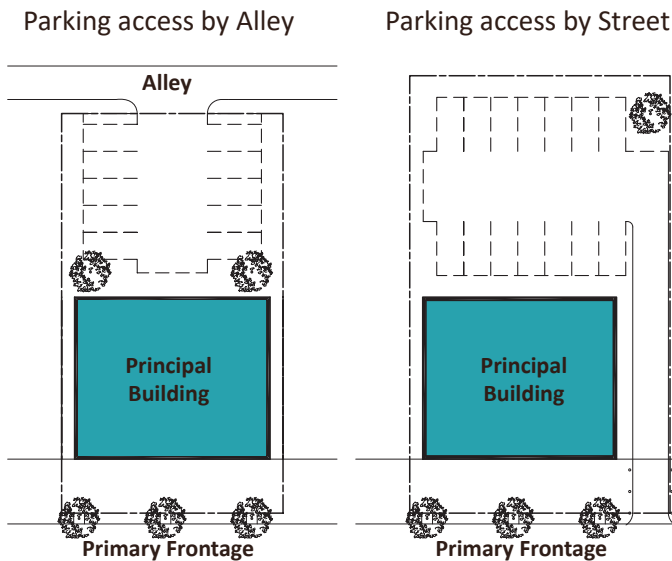 Parking access by Alley
Alley
Principal
Building
Primary Frontage
Parking access by Street
Principal
Building
Primary Frontage